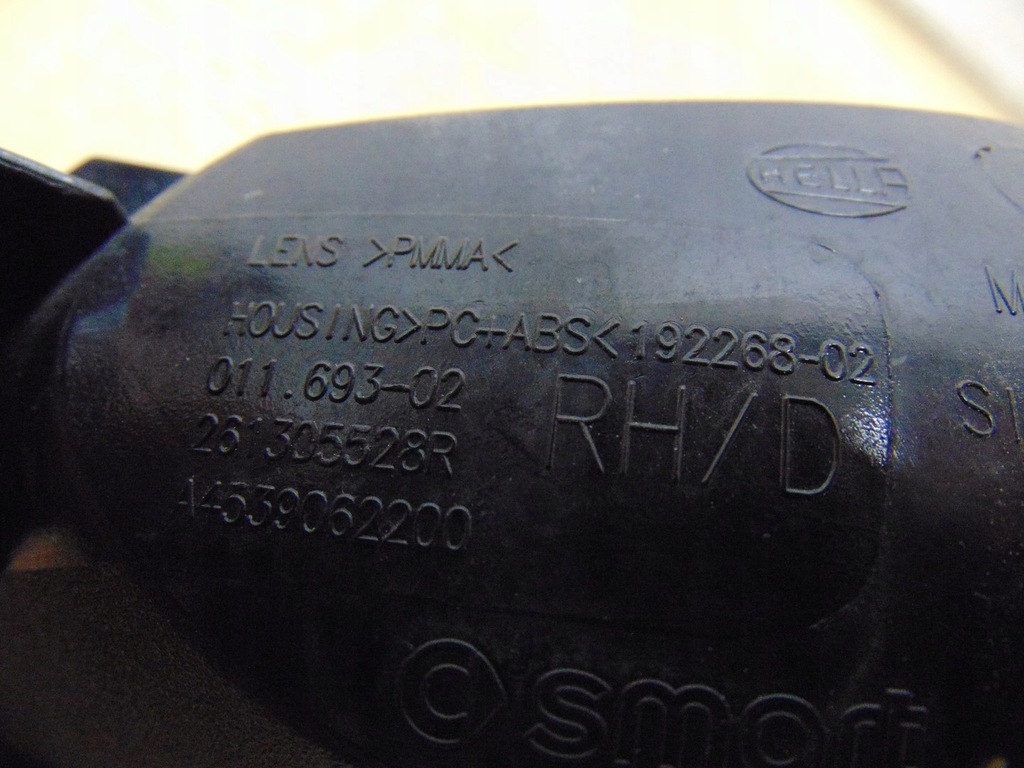 HELLA
LENS >PMMA<
HOUSING>PC+ABS<192268-02
011.693-02
RH/D
261305528R
A4539062200
smart